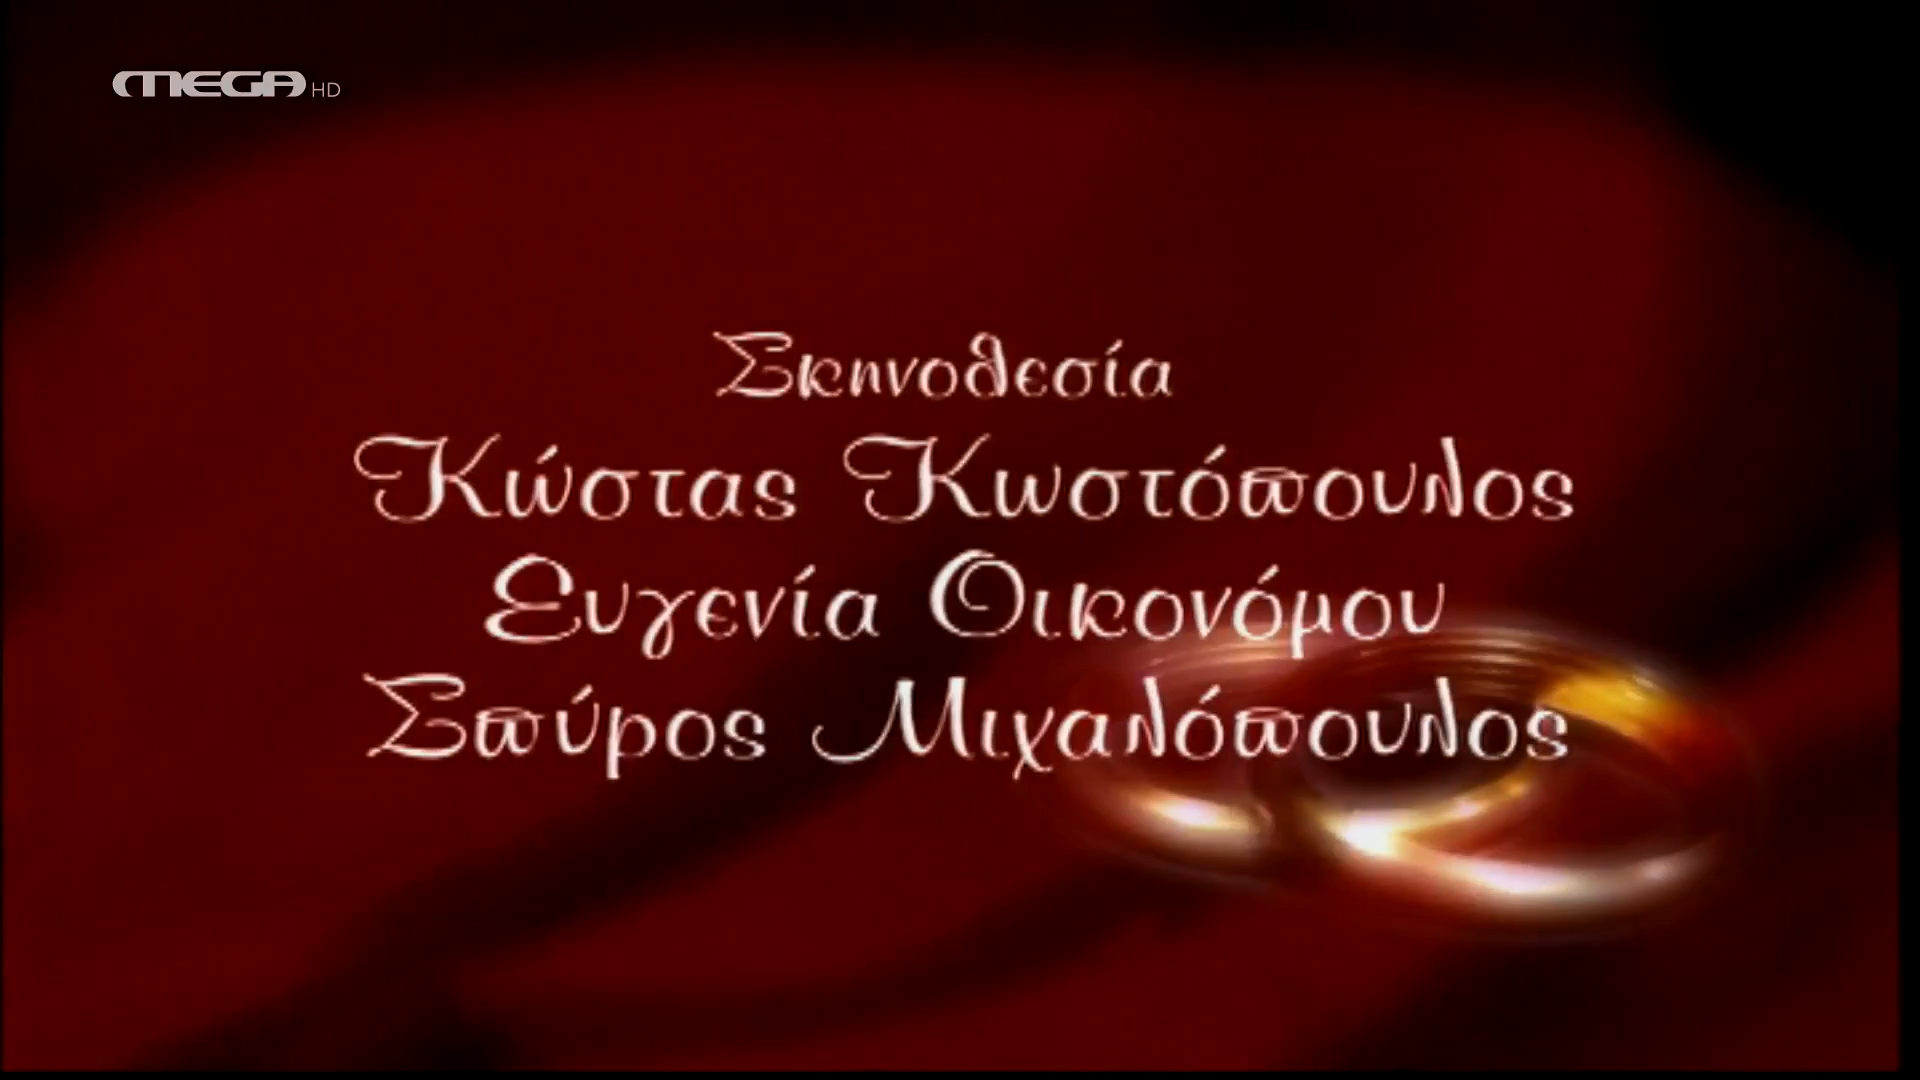 MEGA HD
Σκηνοθεσία
Κώστας Κωστόπουλος
Ευγενία Οικονόμου
Σπύρος Μιχαλόπουλος